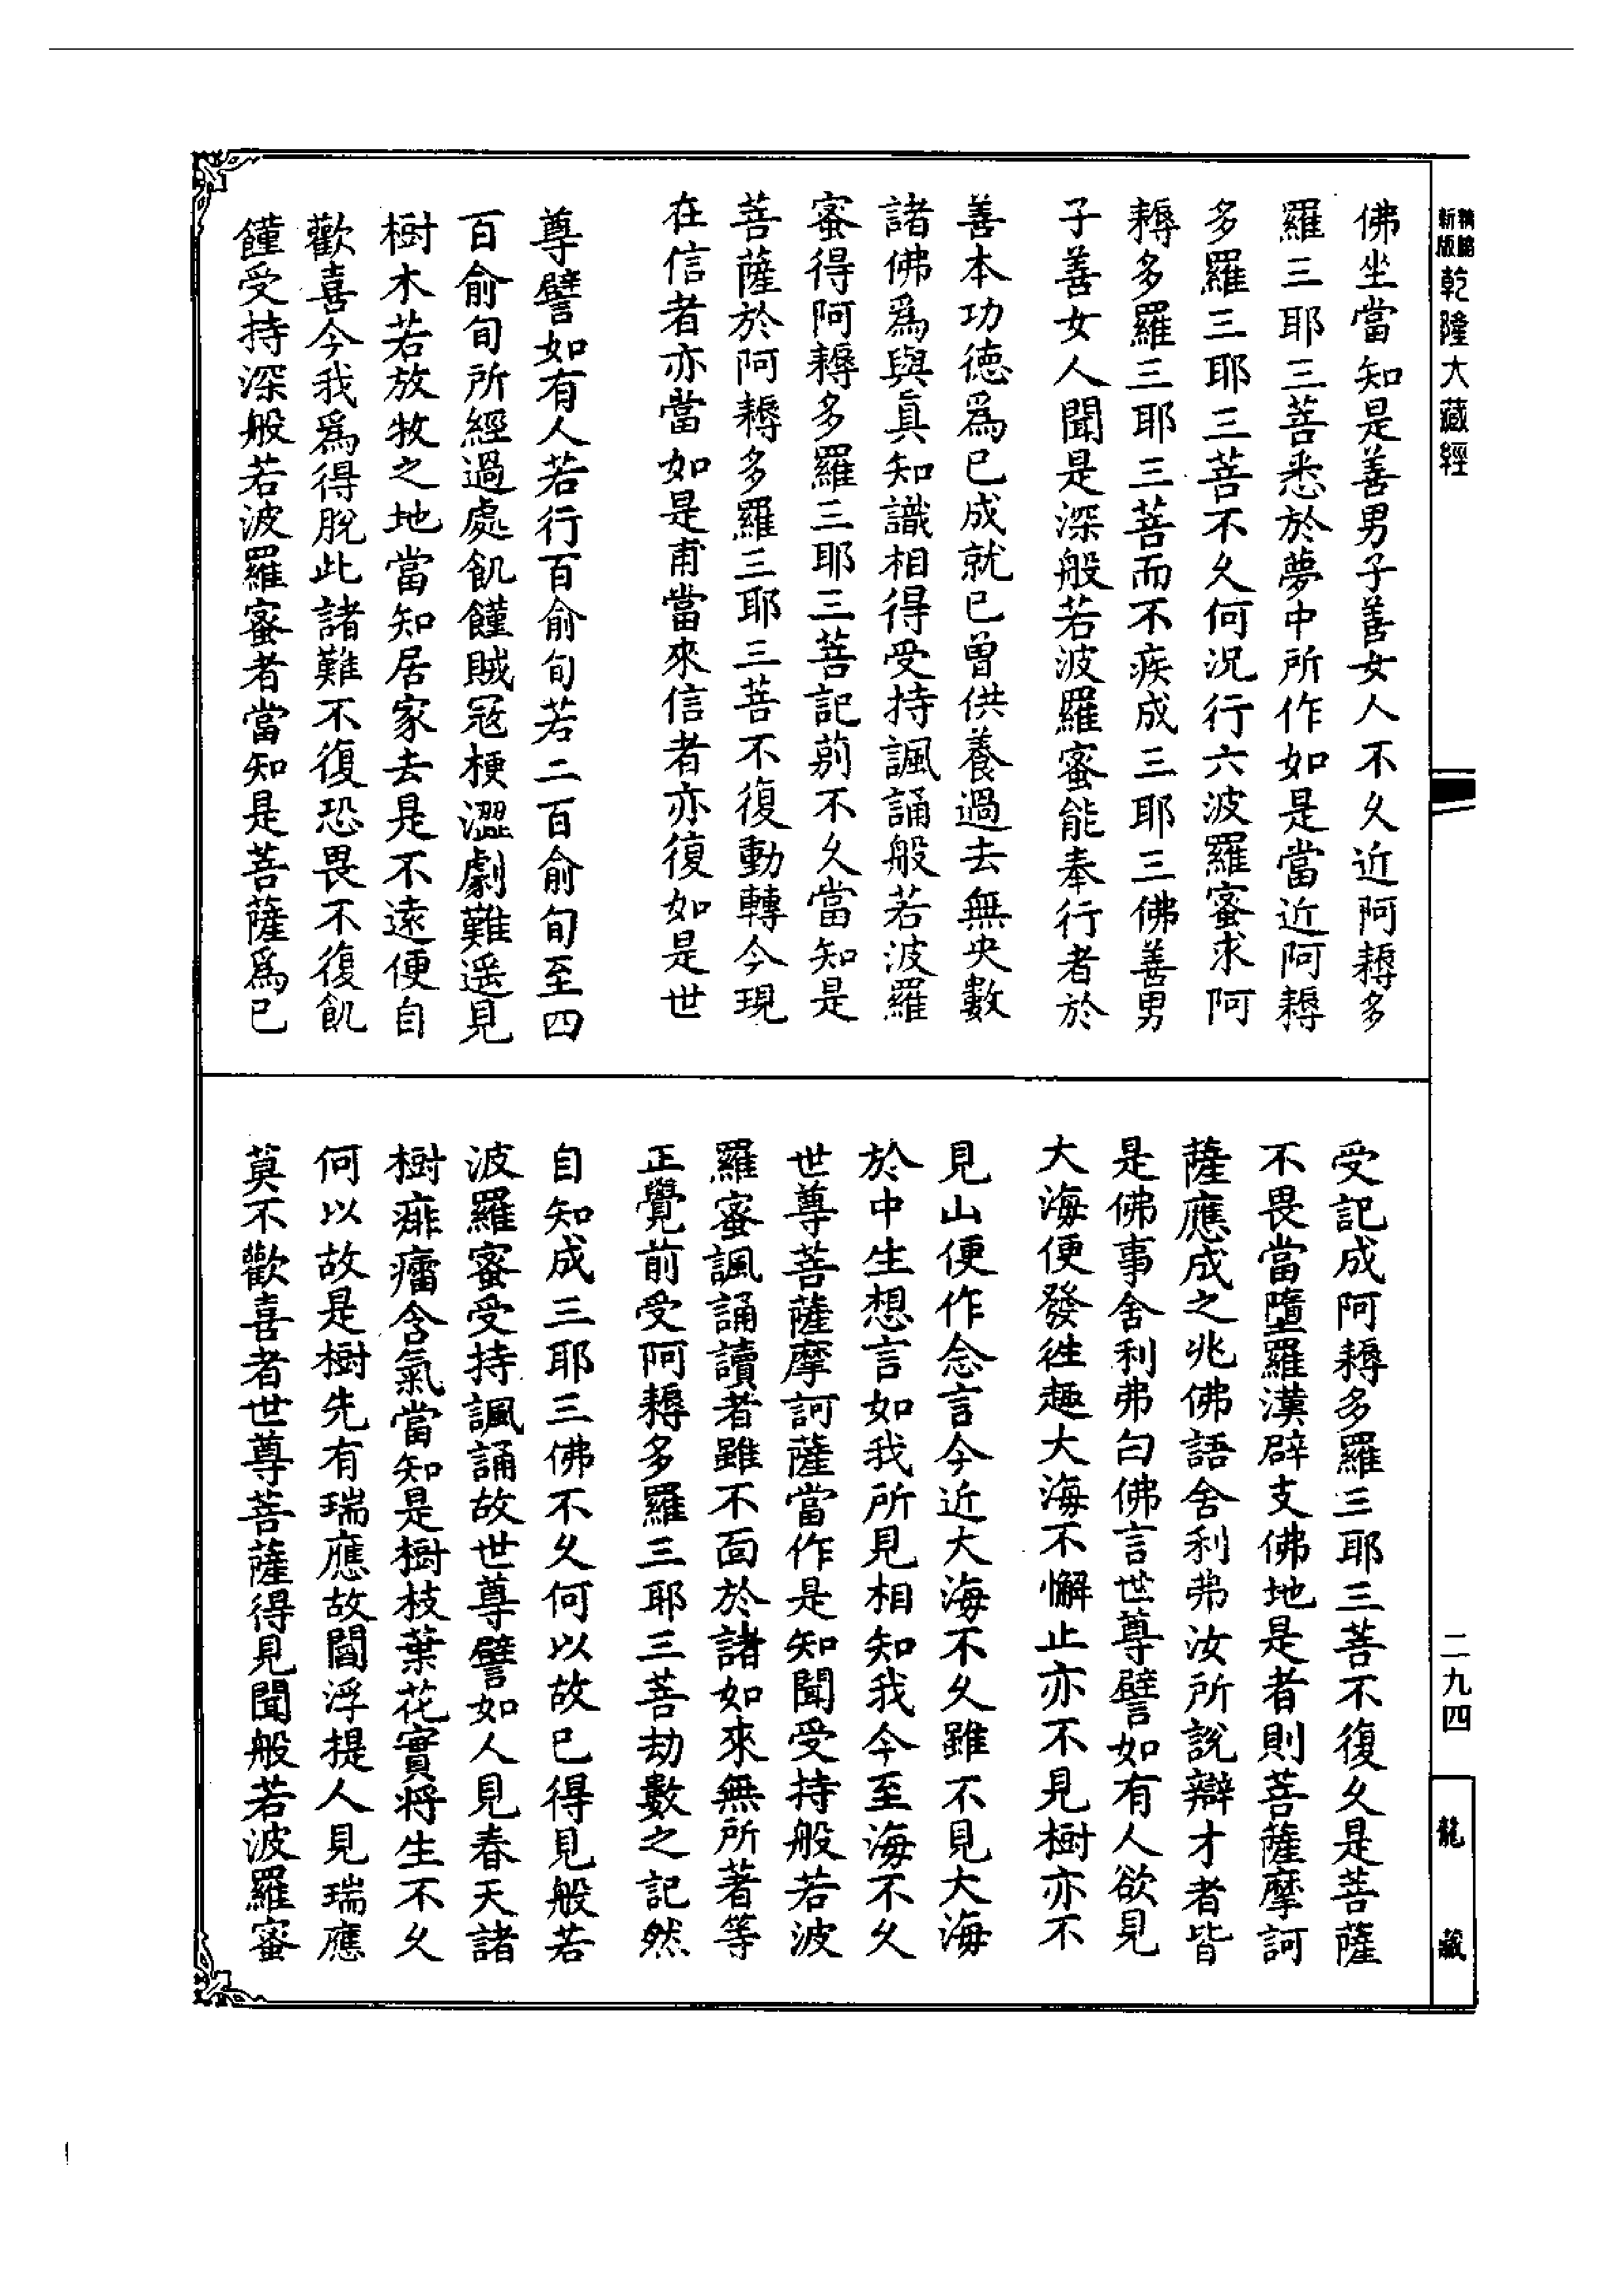 新版
精縮
乾隆大藏經
佛坐當知是善男子善女人不久近阿耨多
羅三耶三菩悉於夢中所作如是當近阿耨
多羅三耶三菩不久何況行六波羅蜜求阿
耨多羅三耶三菩而不疾成三耶三佛善男
子善女人聞是深般若波羅蜜能奉行者於
善本功德爲已成就已曾供養過去無央數
諸佛爲與真知識相得受持諷誦般若波羅
蜜得阿耨多羅三耶三菩記莂不久當知是
菩薩於阿耨多羅三耶三菩不復動轉今現
在信者亦當如是甫當來信者亦復如是世
尊譬如有人若行百俞旬若二百俞旬至四
百俞旬所經過處飢饉賊寇梗澀劇難遥見
樹木若放牧之地當知居家去是不遠便自
歡喜今我爲得脫此諸難不復恐畏不復飢
饉受持深般若波羅蜜者當知是菩薩爲已
受記成阿耨多羅三耶三菩不復久是菩薩
不畏當墮羅漢辟支佛地是者則菩薩摩訶
薩應成之兆佛語舍利弗汝所說辯才者皆
是佛事舍利弗白佛言世尊譬如有人欲見
大海便發徃趣大海不懈止亦不見樹亦不
見山便作念言今近大海不久雖不見大海
於中生想言如我所見相知我今至海不久
世尊菩薩摩訶薩當作是知聞受持般若波
羅蜜諷誦讀者雖不面於諸如來無所著等
正覺前受阿耨多羅三耶三菩劫數之記然
自知成三耶三佛不久何以故已得見般若
波羅蜜受持諷誦故世尊譬如人見春天諸
樹痱㿔含氣當知是樹枝葉花實將生不久
何以故是樹先有瑞應故閻浮提人見瑞應
莫不歡喜者世尊菩薩得見聞般若波羅蜜
二九四
龍藏